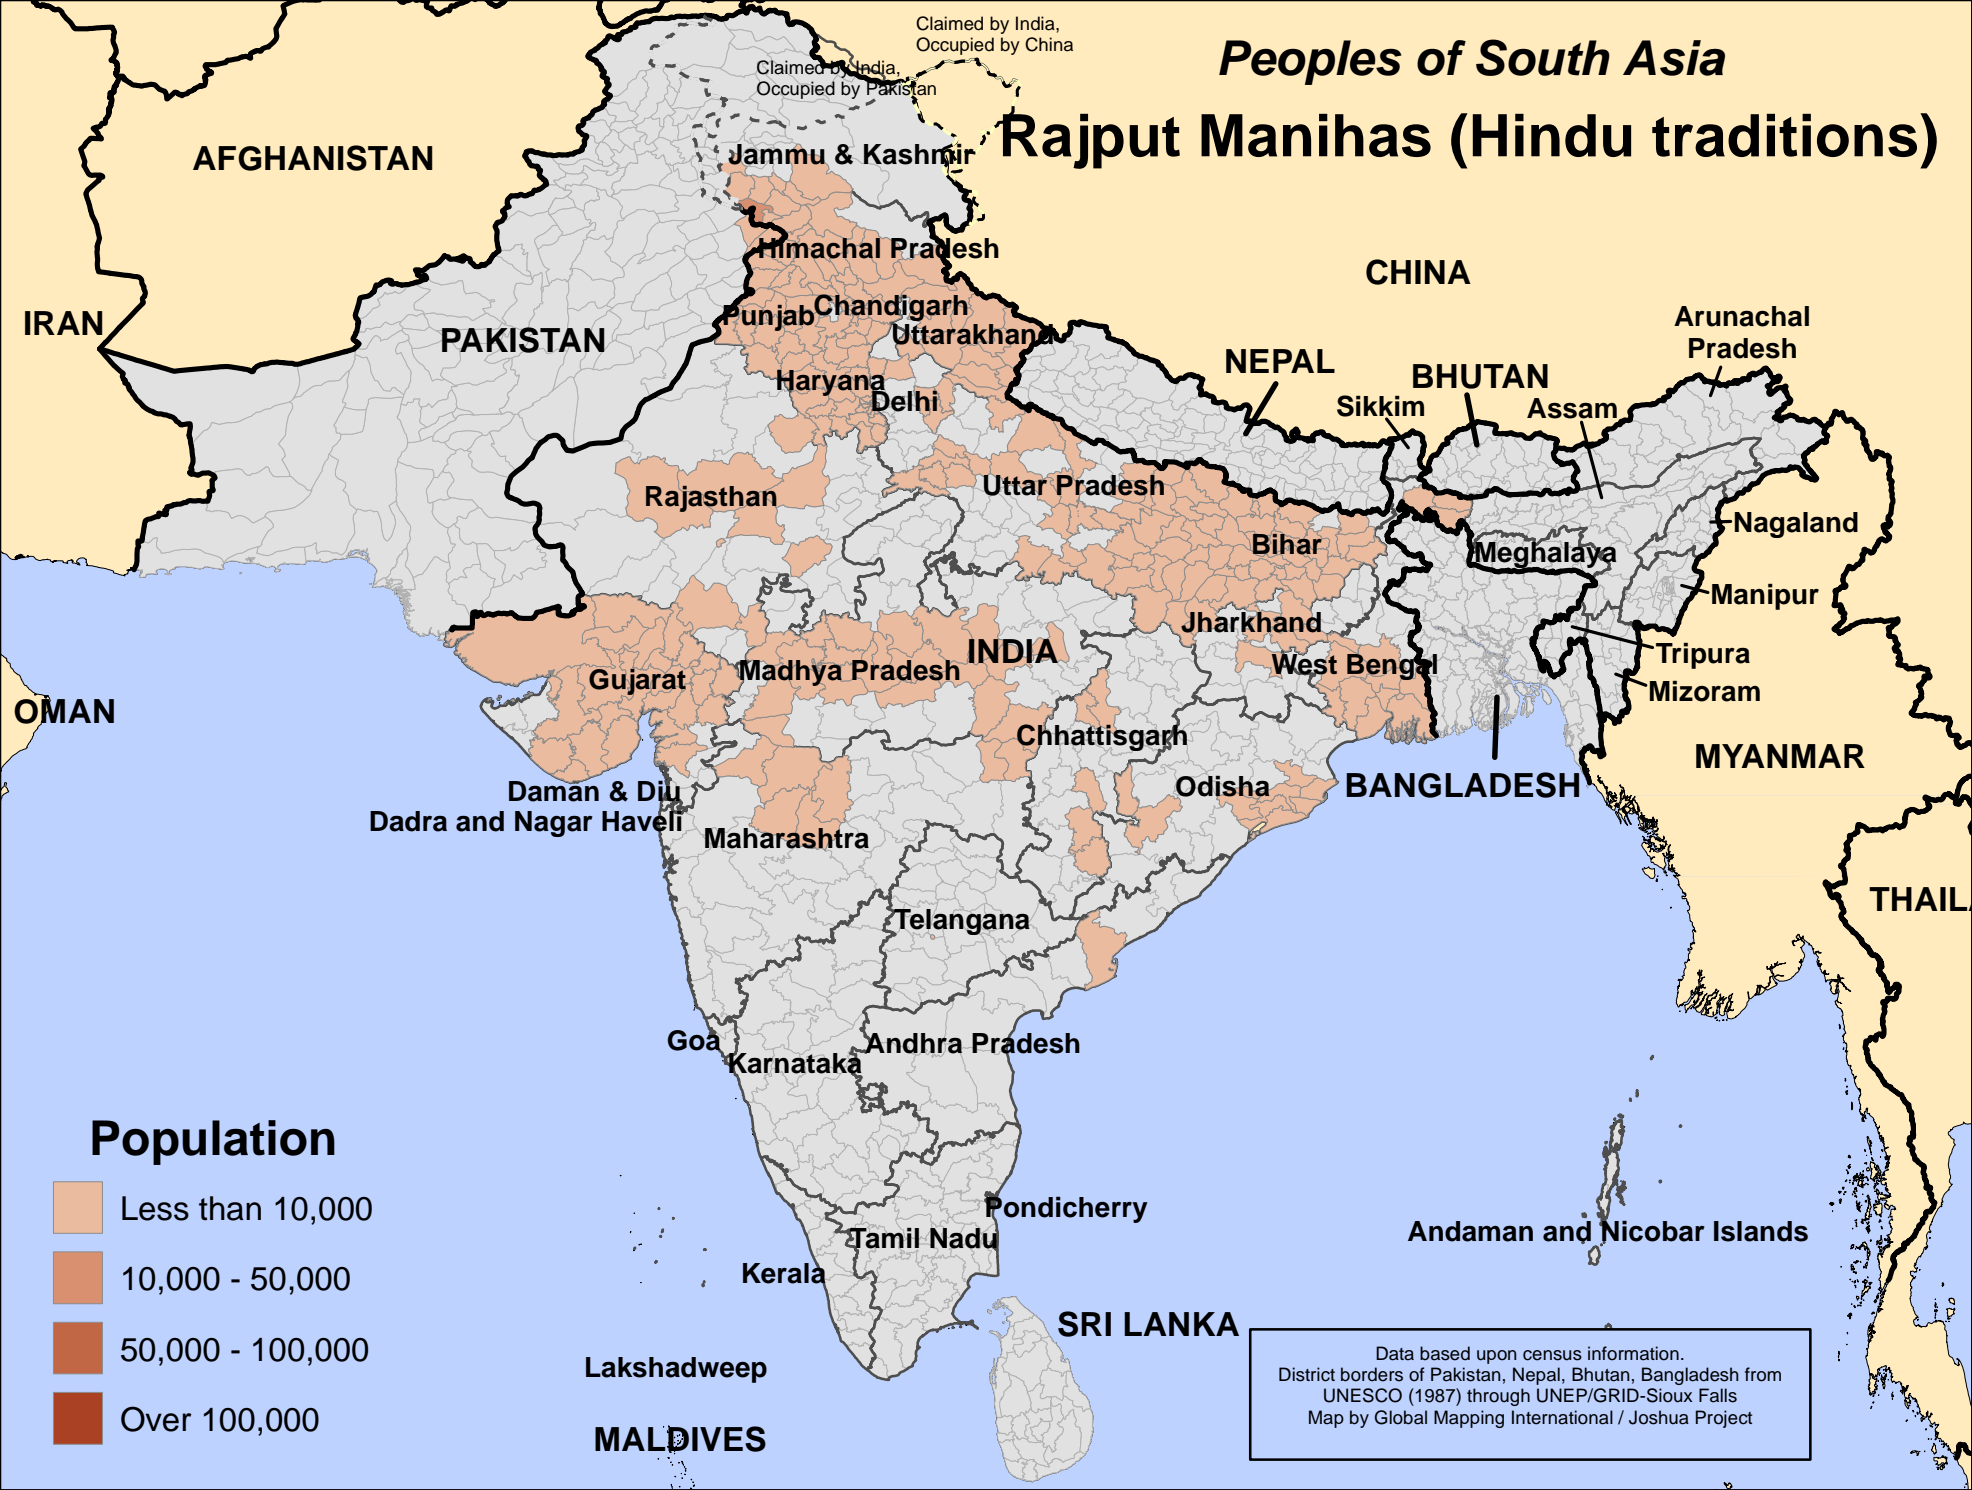 Claimed by India,
Occupied by China
Peoples of South Asia
Claimed by India,
Occupied by Pakistan
Rajput Manihas (Hindu traditions)
AFGHANISTAN
Jammu & Kashmir
Himachal Pradesh
CHINA
IRAN
PAKISTAN
Punjab
Chandigarh
Uttarakhand
Arunachal
Pradesh
NEPAL
BHUTAN
Haryana
Delhi
Sikkim
Assam
Rajasthan
Uttar Pradesh
Bihar
Nagaland
Meghalaya
Manipur
Jharkhand
INDIA
Tripura
Madhya Pradesh
West Bengal
Gujarat
Mizoram
OMAN
Chhattisgarh
MYANMAR
Odisha
BANGLADESH
Daman & Diu
Dadra and Nagar Haveli
Maharashtra
THAIL
Telangana
Goa
Karnataka
Andhra Pradesh
Pondicherry
Tamil Nadu
Andaman and Nicobar Islands
Kerala
SRI LANKA
Lakshadweep
MALDIVES
Population
Less than 10,000
10,000 - 50,000
50,000 - 100,000
Over 100,000
Data based upon census information.
District borders of Pakistan, Nepal, Bhutan, Bangladesh from
UNESCO (1987) through UNEP/GRID-Sioux Falls
Map by Global Mapping International / Joshua Project